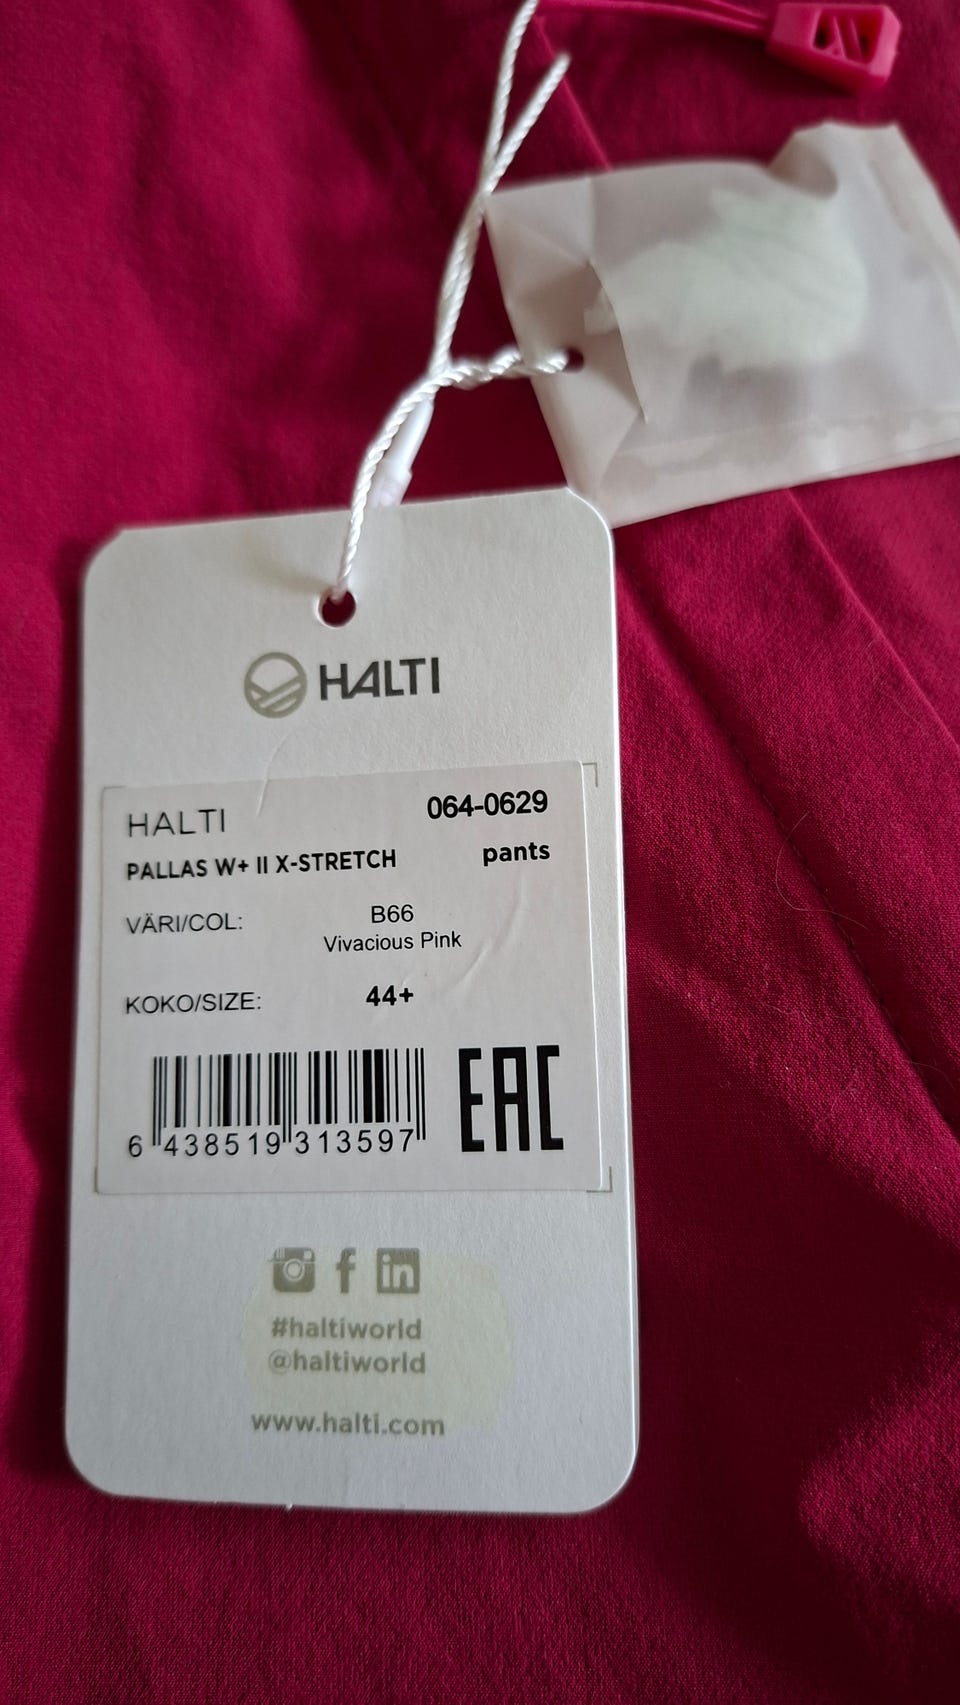 HALTI
HALTI 064-0629
PALLAS W+ II X-STRETCH pants
VÄRI/COL: B66
Vivacious Pink
KOKO/SIZE: 44+
6 438519 313597
EAC
#haltiworld
@haltiworld
www.halti.com